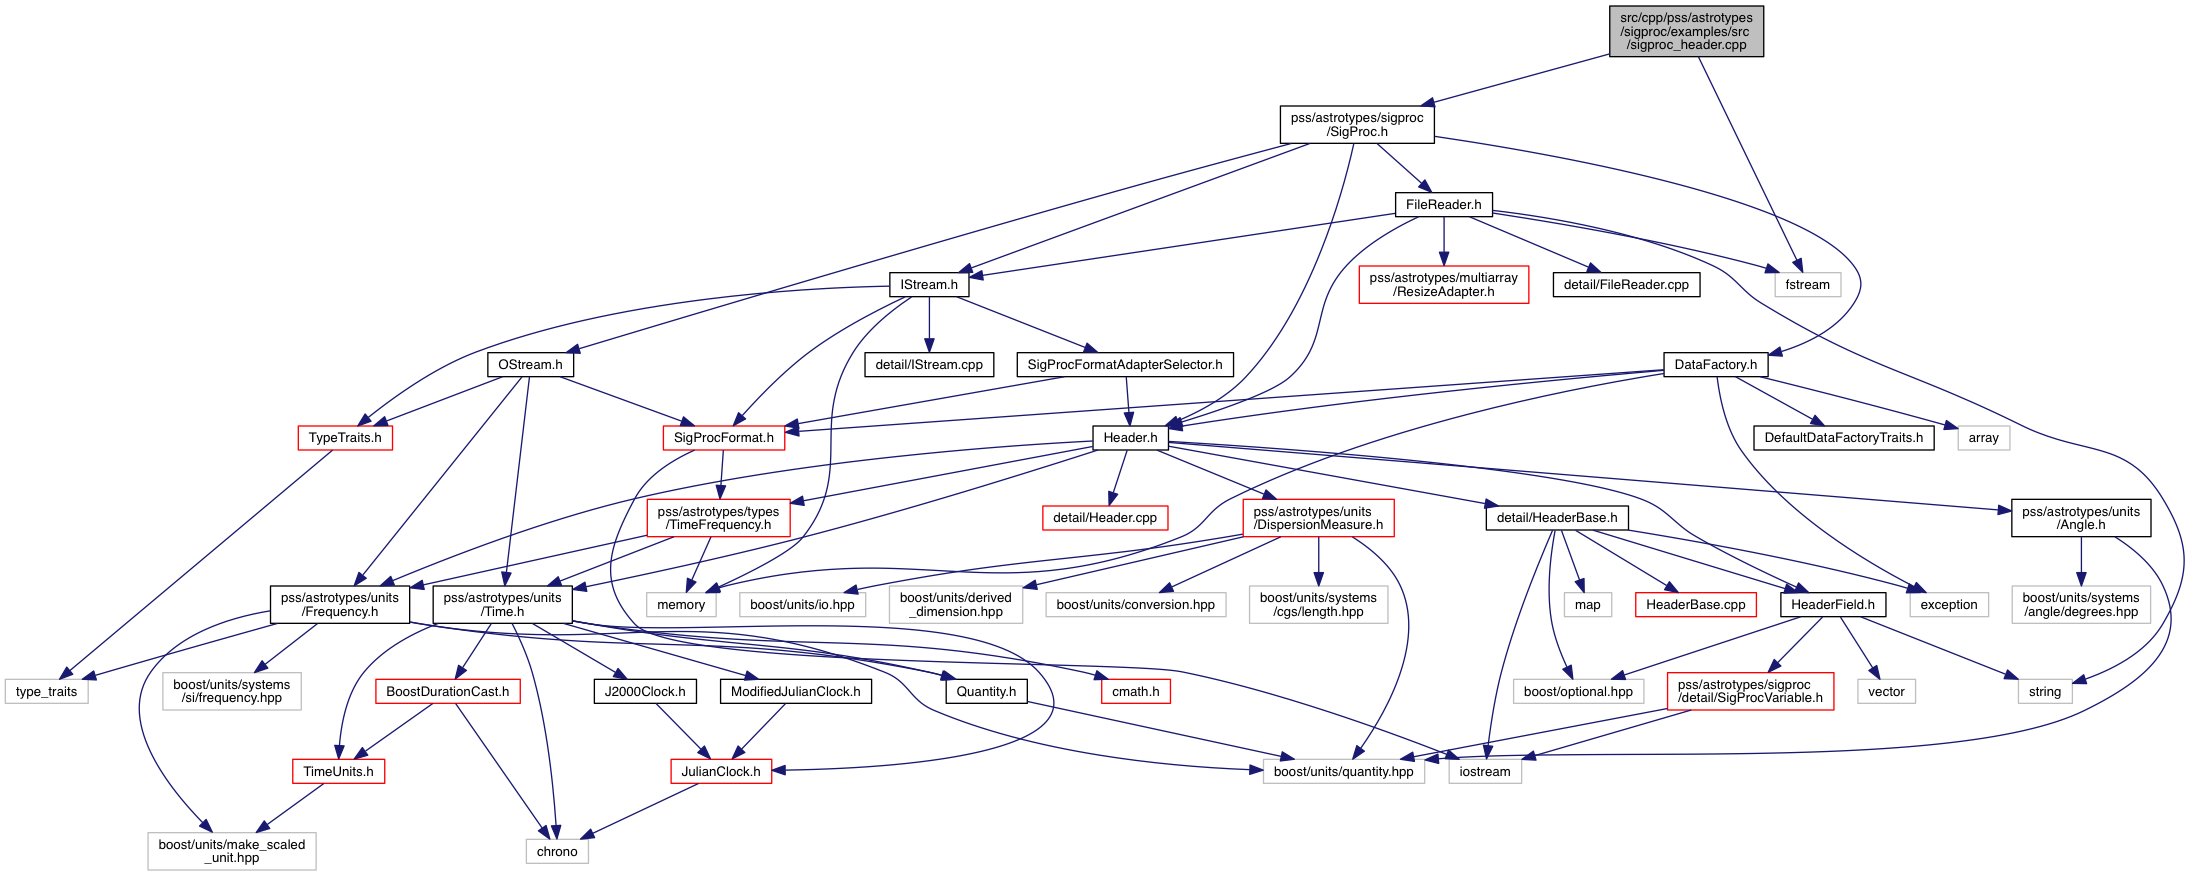 src/cpp/pss/astrotypes
/sigproc/examples/src
/sigproc_header.cpp
pss/astrotypes/sigproc
/SigProc.h
FileReader.h
IStream.h
pss/astrotypes/multiarray
/ResizeAdapter.h
detail/FileReader.cpp
fstream
OStream.h
detail/IStream.cpp
SigProcFormatAdapterSelector.h
DataFactory.h
TypeTraits.h
SigProcFormat.h
Header.h
DefaultDataFactoryTraits.h
array
pss/astrotypes/types
/TimeFrequency.h
detail/Header.cpp
pss/astrotypes/units
/DispersionMeasure.h
detail/HeaderBase.h
pss/astrotypes/units
/Angle.h
pss/astrotypes/units
/Frequency.h
pss/astrotypes/units
/Time.h
memory
boost/units/io.hpp
boost/units/derived
_dimension.hpp
boost/units/conversion.hpp
boost/units/systems
/cgs/length.hpp
map
HeaderBase.cpp
HeaderField.h
exception
boost/units/systems
/angle/degrees.hpp
type_traits
boost/units/systems
/si/frequency.hpp
BoostDurationCast.h
J2000Clock.h
ModifiedJulianClock.h
Quantity.h
cmath.h
boost/optional.hpp
pss/astrotypes/sigproc
/detail/SigProcVariable.h
vector
string
TimeUnits.h
JulianClock.h
boost/units/quantity.hpp
iostream
boost/units/make_scaled
_unit.hpp
chrono